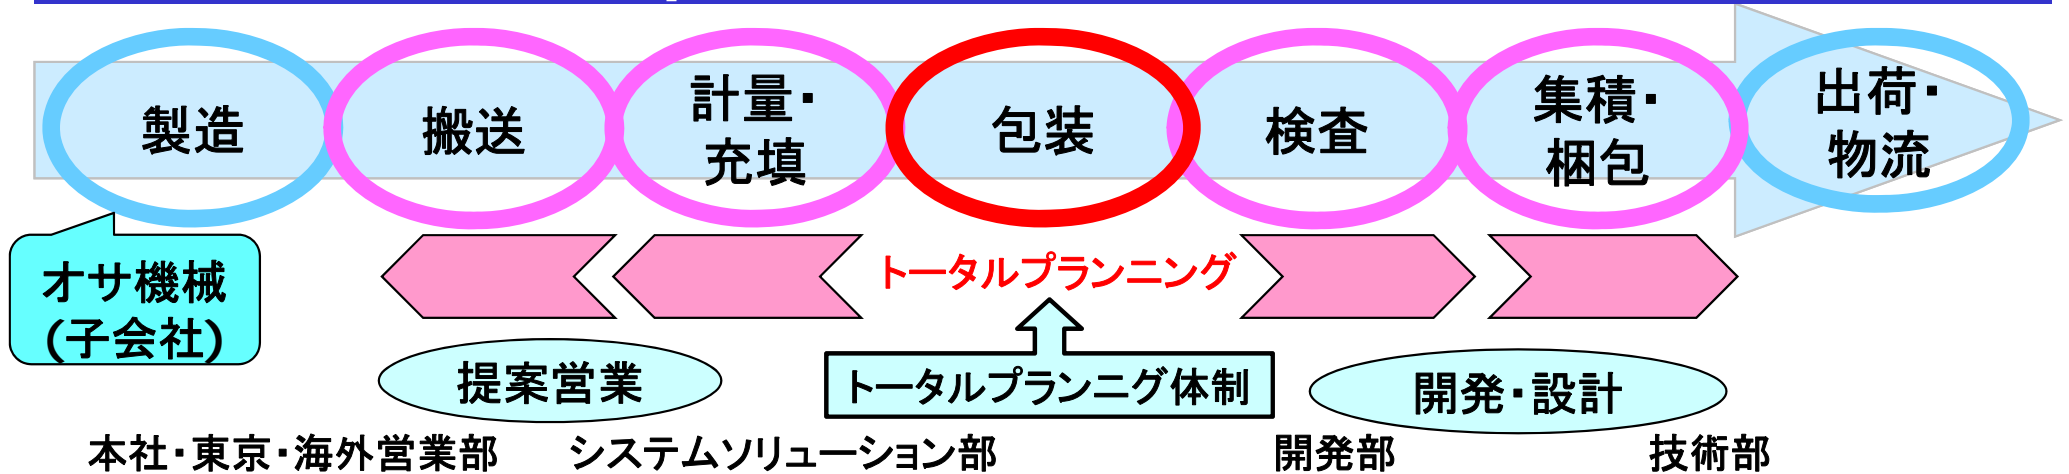 製造
搬送
計量・
充填
包装
検査
集積・
梱包
出荷・
物流
オサ機械
(子会社)
トータルプランニング
提案営業
トータルプランニグ体制
開発・設計
本社・東京・海外営業部
システムソリューション部
開発部
技術部